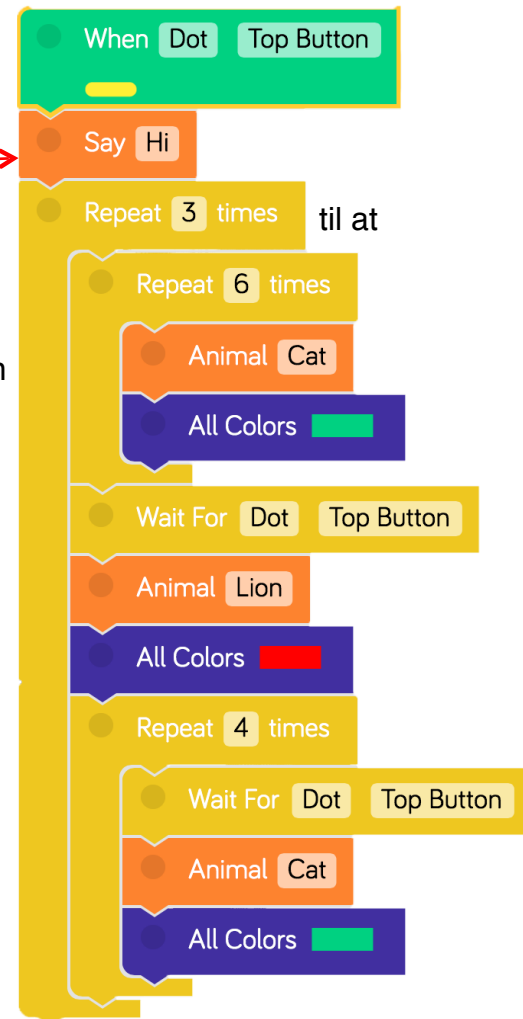 When Dot Top Button
Say Hi
Repeat 3 times til at
Repeat 6 times
Animal Cat
All Colors
Wait For Dot Top Button
Animal Lion
All Colors
Repeat 4 times
Wait For Dot Top Button
Animal Cat
All Colors